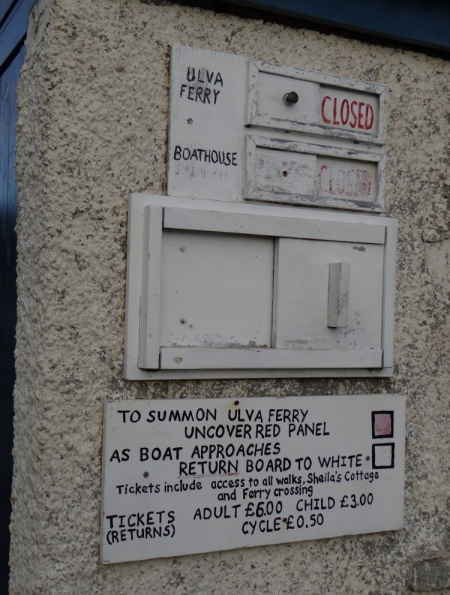 ULVA
FERRY
CLOSED
BOATHOUSE
CLOSED
TO SUMMON ULVA FERRY
UNCOVER RED PANEL
AS BOAT APPROACHES
RETURN BOARD TO WHITE
Tickets include access to all walks, Sheila's Cottage
and Ferry crossing
TICKETS ADULT £6.00 CHILD £3.00
(RETURNS) CYCLE £0.50